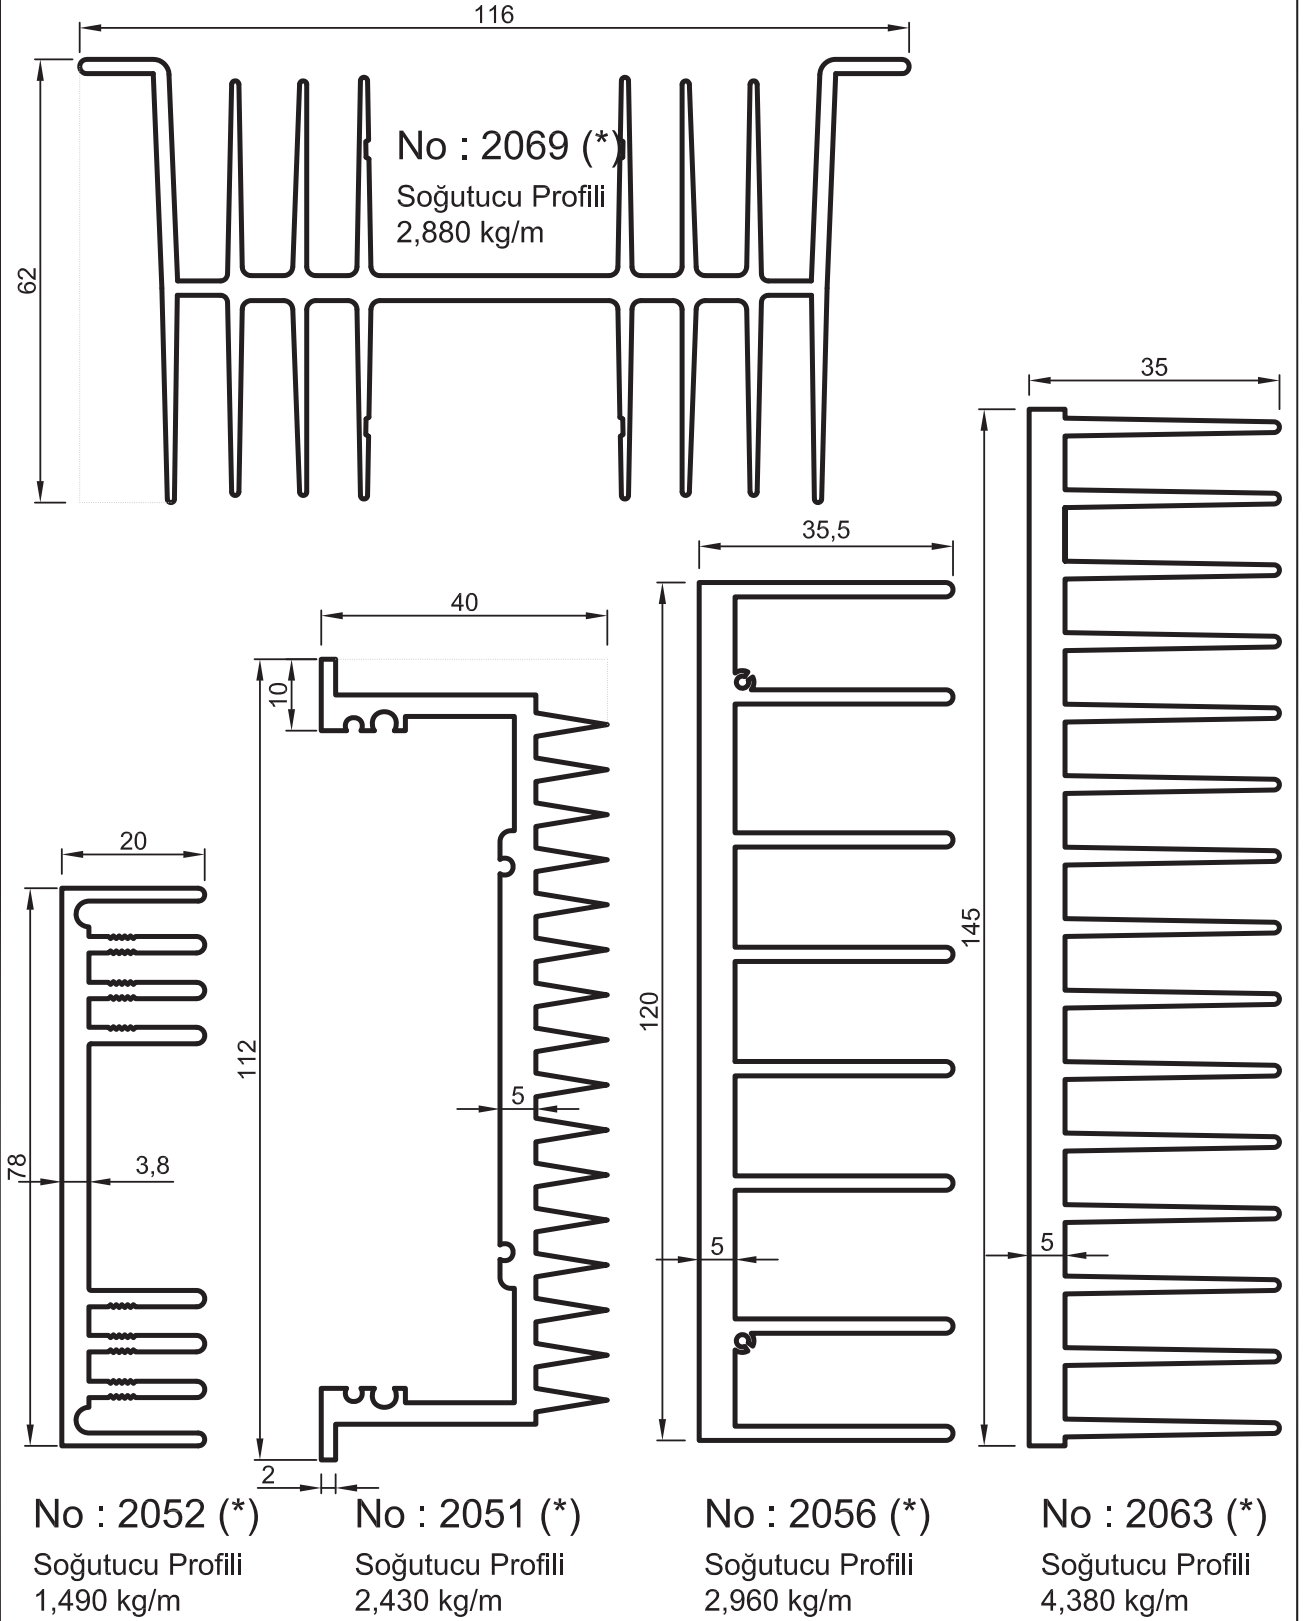 116
62
No : 2069 (*)
Soğutucu Profili
2,880 kg/m
35
145
5
35,5
120
5
40
10
112
5
2
20
78
3,8
No : 2052 (*)
Soğutucu Profili
1,490 kg/m
No : 2051 (*)
Soğutucu Profili
2,430 kg/m
No : 2056 (*)
Soğutucu Profili
2,960 kg/m
No : 2063 (*)
Soğutucu Profili
4,380 kg/m